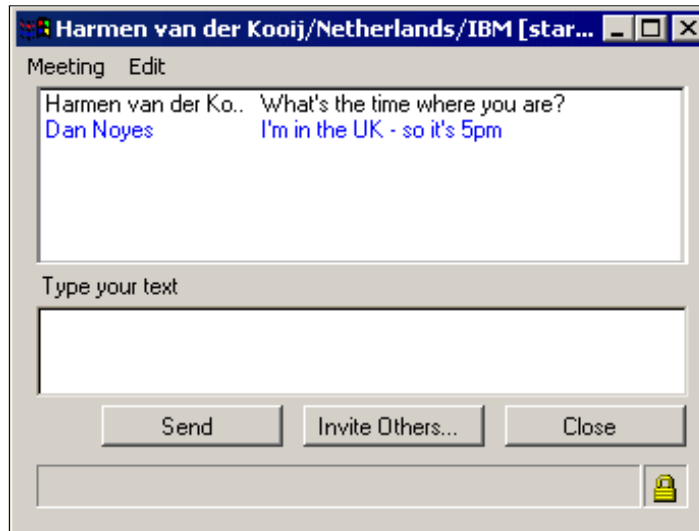 Harmen van der Kooij/Netherlands/IBM [star...
Meeting Edit
Harmen van der Ko.. What's the time where you are?
Dan Noyes I'm in the UK - so it's 5pm
Type your text
Send Invite Others... Close